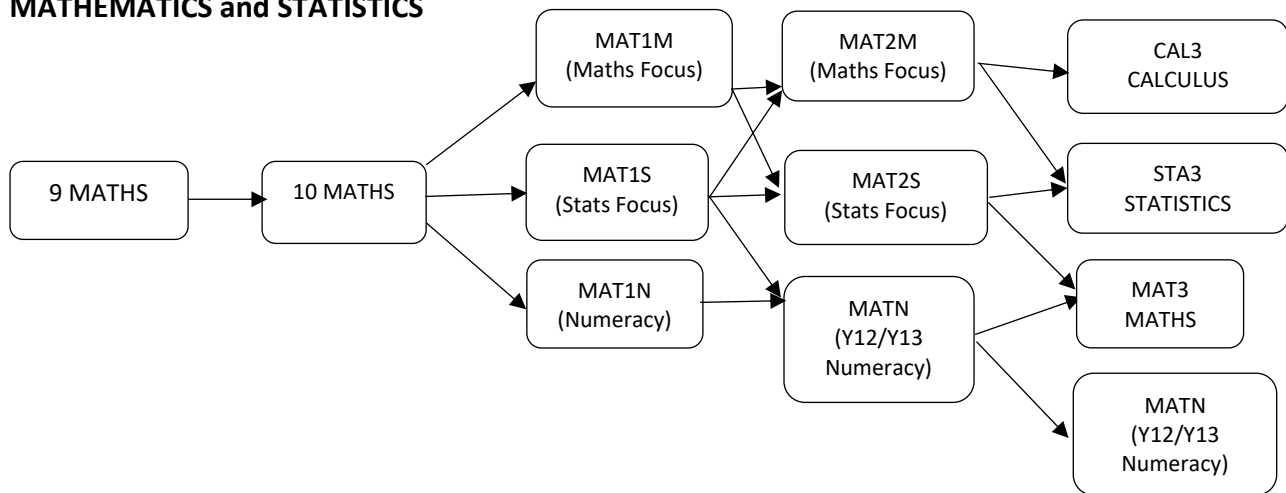 MATHEMATICS and STATISTICS
9 MATHS
10 MATHS
MAT1M
(Maths Focus)
MAT1S
(Stats Focus)
MAT1N
(Numeracy)
MAT2M
(Maths Focus)
MAT2S
(Stats Focus)
MATN
(Y12/Y13
Numeracy)
CAL3
CALCULUS
STA3
STATISTICS
MAT3
MATHS
MATN
(Y12/Y13
Numeracy)